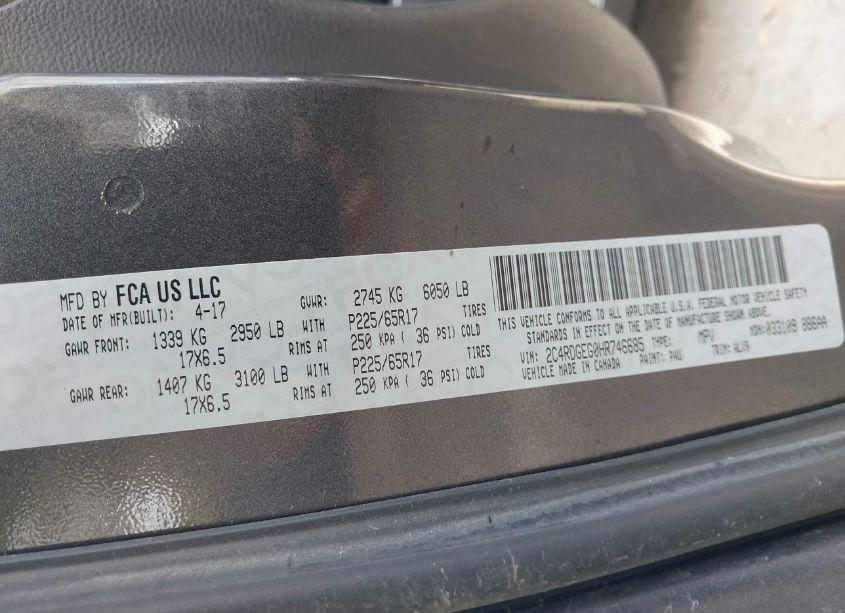 MFD BY FCA US LLC
DATE OF MFR(BUILT): 4-17 GVWR: 2745 KG 6050 LB
GAWR FRONT: 1339 KG 2950 LB WITH P225/65R17 TIRES
17X6.5 RIMS AT 250 KPA ( 36 PSI) COLD
GAWR REAR: 1407 KG 3100 LB WITH P225/65R17 TIRES
17X6.5 RIMS AT 250 KPA ( 36 PSI) COLD
THIS VEHICLE CONFORMS TO ALL APPLICABLE U.S.A. FEDERAL MOTOR VEHICLE SAFETY
STANDARDS IN EFFECT ON THE DATE OF MANUFACTURE SHOWN ABOVE.
MDH:033109 886AA
VIN: 2C4RDGEG0HR746685 TYPE: MPV
VEHICLE MADE IN CANADA PAINT: PAU TRIM: